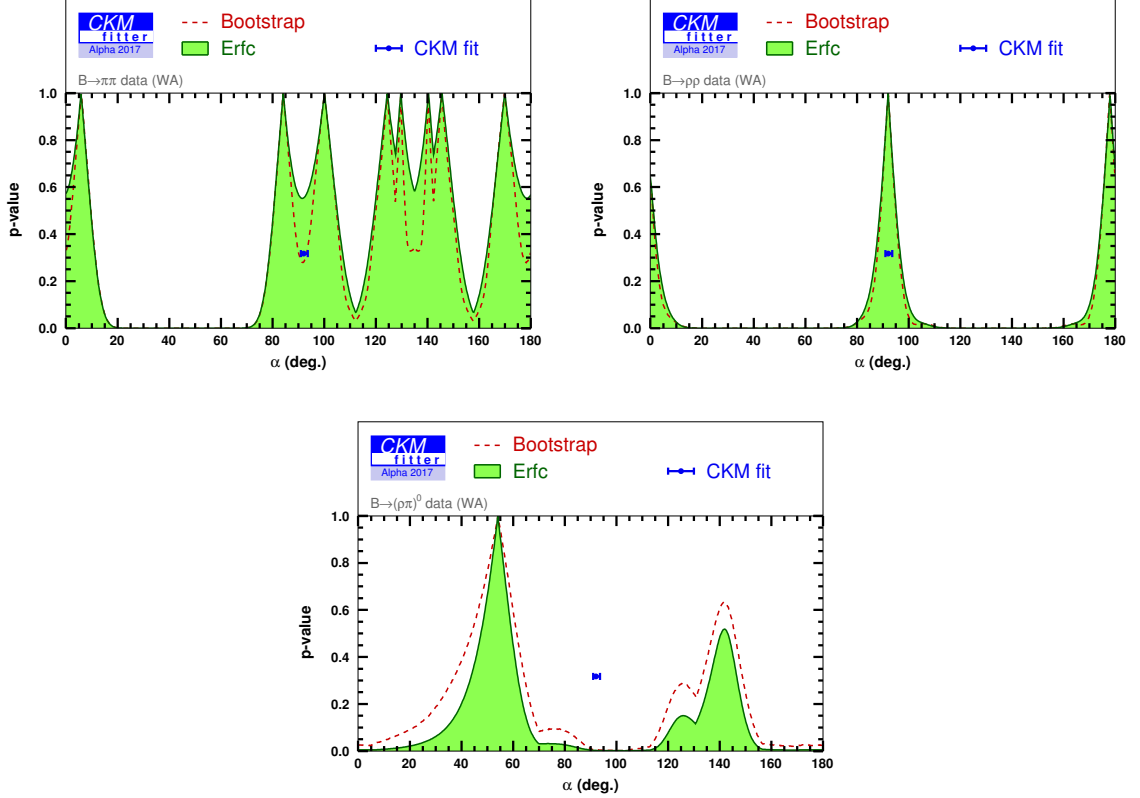 CKM
fitter
Alpha 2017
Bootstrap
Erfc
CKM fit
B→ππ data (WA)
1.0
0.8
0.6
0.4
0.2
0.0
p-value
0 20 40 60 80 100 120 140 160 180
α (deg.)
CKM
fitter
Alpha 2017
Bootstrap
Erfc
CKM fit
B→ρρ data (WA)
1.0
0.8
0.6
0.4
0.2
0.0
p-value
0 20 40 60 80 100 120 140 160 180
α (deg.)
CKM
fitter
Alpha 2017
Bootstrap
Erfc
CKM fit
B→(ρπ)⁰ data (WA)
1.0
0.8
0.6
0.4
0.2
0.0
p-value
0 20 40 60 80 100 120 140 160 180
α (deg.)